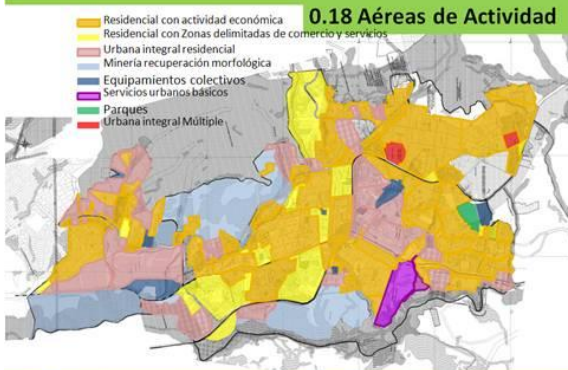 0.18 Aéreas de Actividad
Residencial con actividad económica
Residencial con Zonas delimitadas de comercio y servicios
Urbana integral residencial
Minería recuperación morfológica
Equipamientos colectivos
Servicios urbanos básicos
Parques
Urbana integral Múltiple